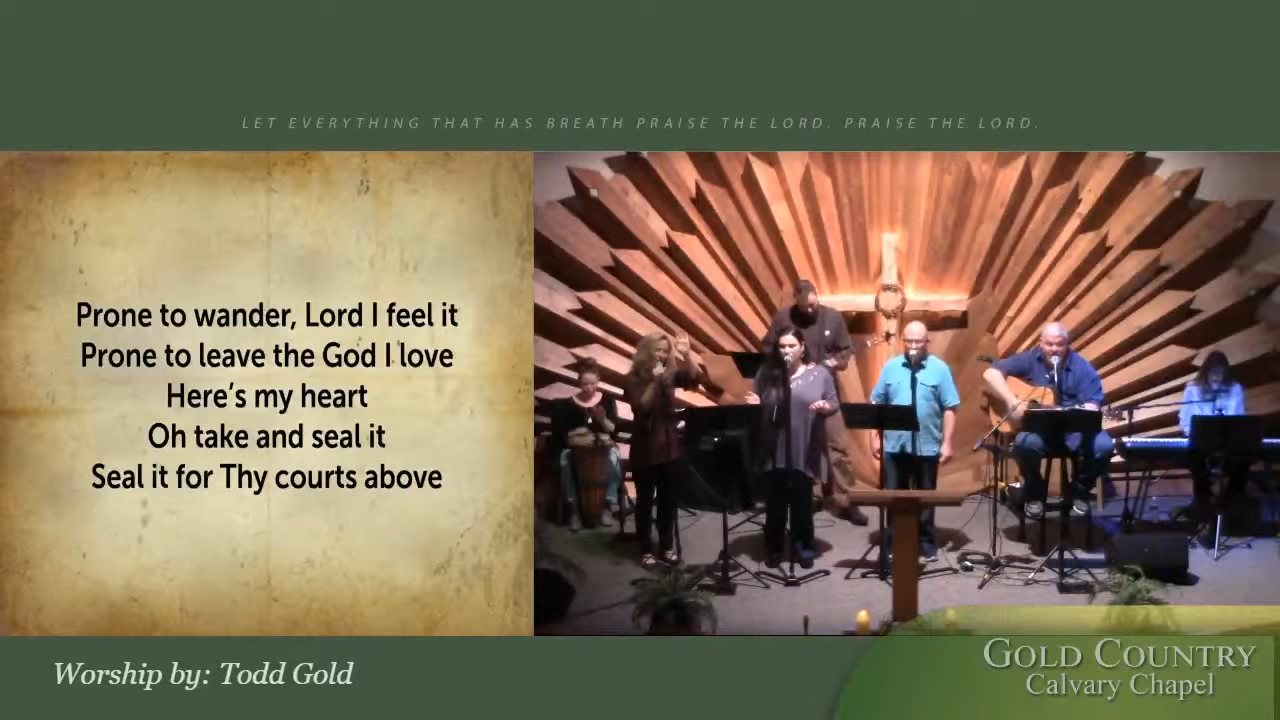 LET EVERYTHING THAT HAS BREATH PRAISE THE LORD. PRAISE THE LORD.
Prone to wander, Lord I feel it
Prone to leave the God I love
Here's my heart
Oh take and seal it
Seal it for Thy courts above
Worship by: Todd Gold
GOLD COUNTRY
Calvary Chapel